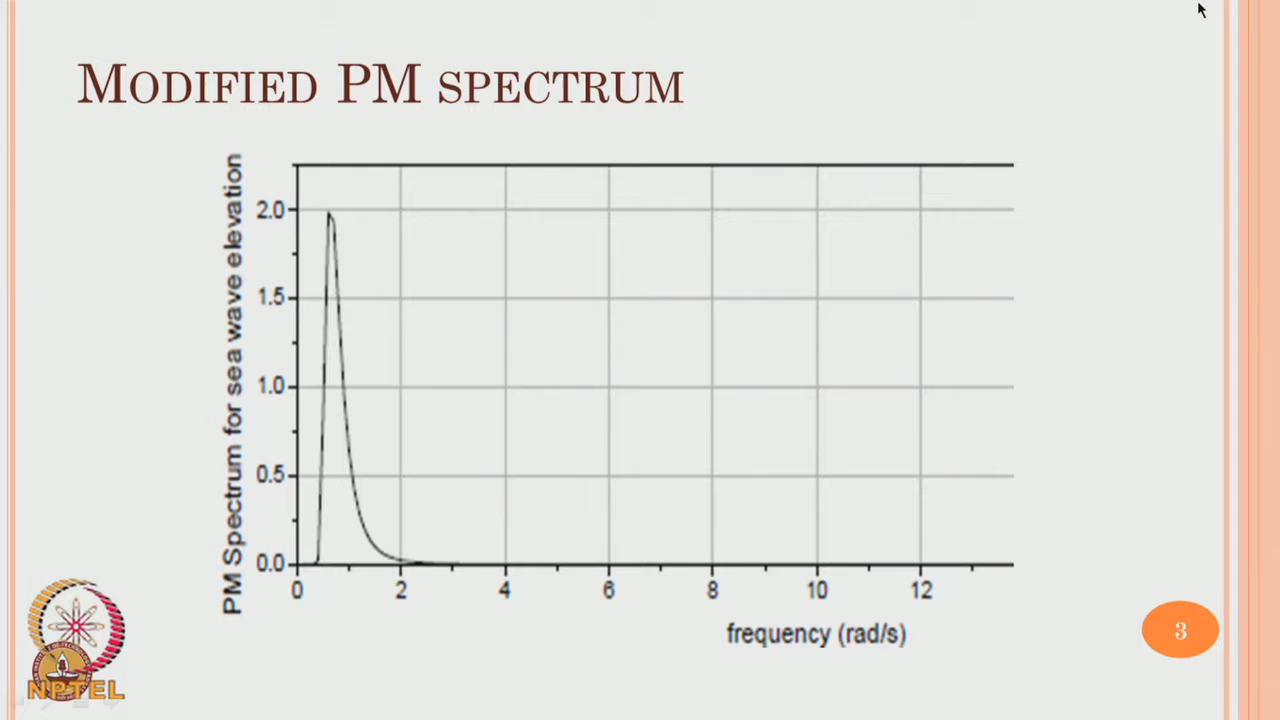 MODIFIED PM SPECTRUM
PM Spectrum for sea wave elevation
2.0
1.5
1.0
0.5
0.0
0 2 4 6 8 10 12
frequency (rad/s)
3
NPTEL